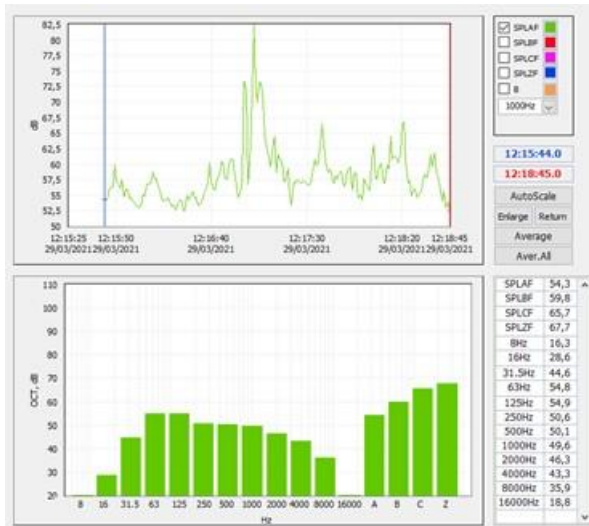 82,5
80
77,5
75
72,5
70
67,5
65
62,5
60
57,5
55
52,5
50
dB
12:15:25 12:15:50 12:16:40 12:17:30 12:18:20 12:18:45
29/03/2021 29/03/2021 29/03/2021 29/03/2021 29/03/2021 29/03/2021
SPLAF
SPLBF
SPLCF
SPLZF
B
1000Hz
12:15:44.0
12:18:45.0
AutoScale
Enlarge Return
Average
Aver.All
110
100
90
80
70
60
50
40
30
20
OCT, dB
8 16 31.5 63 125 250 500 1000 2000 4000 8000 16000 A B C Z
Hz
SPLAF 54,3
SPLBF 59,8
SPLCF 65,7
SPLZF 67,7
8Hz 16,3
16Hz 28,6
31.5Hz 44,6
63Hz 54,8
125Hz 54,9
250Hz 50,6
500Hz 50,1
1000Hz 49,6
2000Hz 46,3
4000Hz 43,3
8000Hz 35,9
16000Hz 18,8